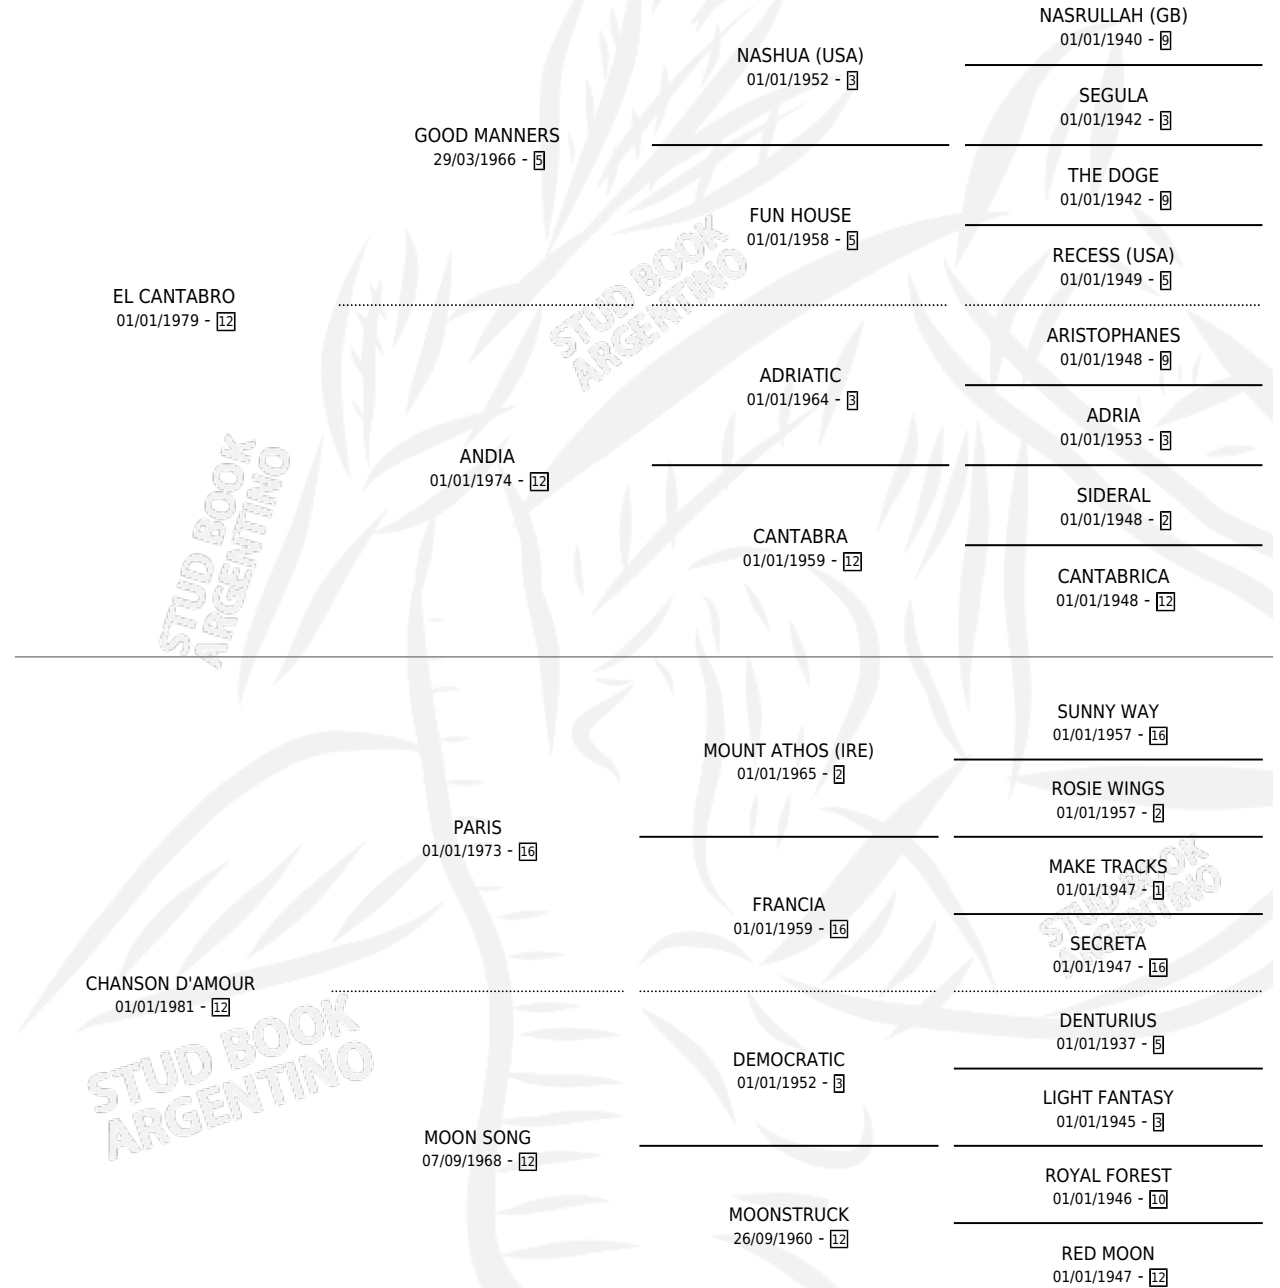 NASRULLAH (GB)
01/01/1940 - 9
NASHUA (USA)
01/01/1952 - 3
SEGULA
01/01/1942 - 3
GOOD MANNERS
29/03/1966 - 5
THE DOGE
01/01/1942 - 9
FUN HOUSE
01/01/1958 - 5
RECESS (USA)
01/01/1949 - 5
EL CANTABRO
01/01/1979 - 12
ARISTOPHANES
01/01/1948 - 9
ADRIATIC
01/01/1964 - 3
ADRIA
01/01/1953 - 3
ANDIA
01/01/1974 - 12
SIDERAL
01/01/1948 - 2
CANTABRA
01/01/1959 - 12
CANTABRICA
01/01/1948 - 12
SUNNY WAY
01/01/1957 - 16
MOUNT ATHOS (IRE)
01/01/1965 - 2
ROSIE WINGS
01/01/1957 - 2
PARIS
01/01/1973 - 16
MAKE TRACKS
01/01/1947 - 1
FRANCIA
01/01/1959 - 16
SECRETA
01/01/1947 - 16
CHANSON D'AMOUR
01/01/1981 - 12
DENTURIUS
01/01/1937 - 5
DEMOCRATIC
01/01/1952 - 3
LIGHT FANTASY
01/01/1945 - 3
MOON SONG
07/09/1968 - 12
ROYAL FOREST
01/01/1946 - 10
MOONSTRUCK
26/09/1960 - 12
RED MOON
01/01/1947 - 12
STUD BOOK
ARGENTINO
STUD BOOK
ARGENTINO
STUD BOOK
ARGENTINO
STUD BOOK
ARGENTINO